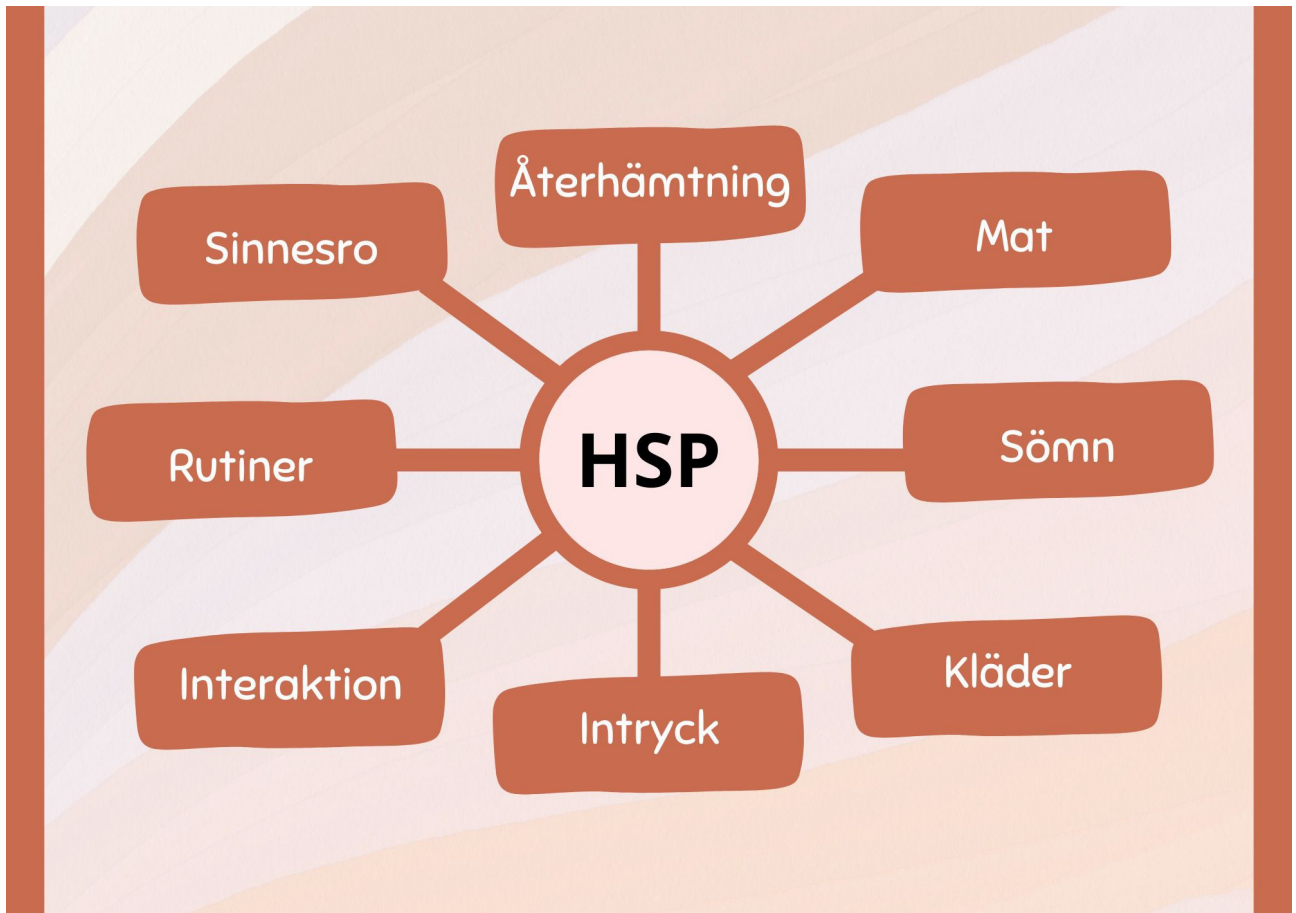 Återhämtning
Sinnesro
Mat
Rutiner
HSP
Sömn
Interaktion
Intryck
Kläder